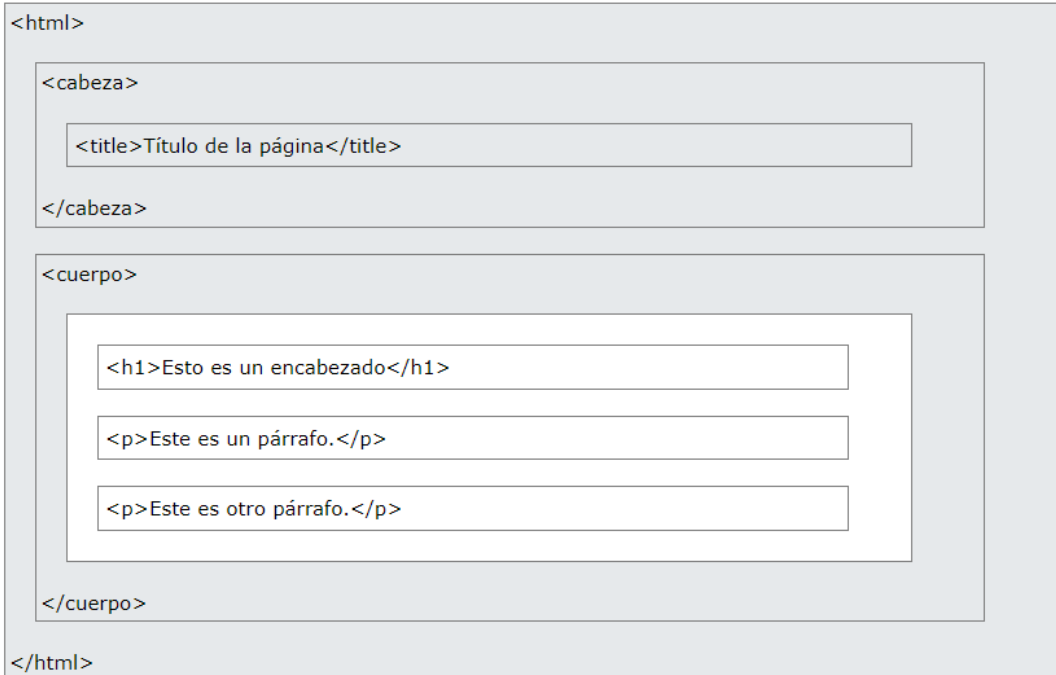 <html>
<cabeza>
<title>Título de la página</title>
</cabeza>
<cuerpo>
<h1>Esto es un encabezado</h1>
<p>Este es un párrafo.</p>
<p>Este es otro párrafo.</p>
</cuerpo>
</html>